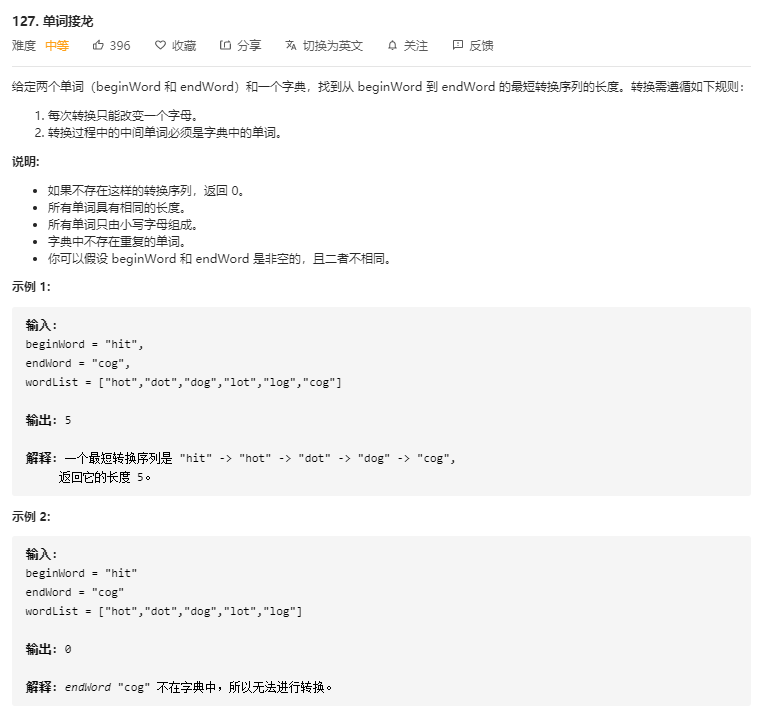 127. 单词接龙
难度 中等 396 收藏 分享 切换为英文 关注 反馈
给定两个单词（beginWord 和 endWord）和一个字典，找到从 beginWord 到 endWord 的最短转换序列的长度。转换需遵循如下规则：
1. 每次转换只能改变一个字母。
2. 转换过程中的中间单词必须是字典中的单词。
说明:
• 如果不存在这样的转换序列，返回 0。
• 所有单词具有相同的长度。
• 所有单词只由小写字母组成。
• 字典中不存在重复的单词。
• 你可以假设 beginWord 和 endWord 是非空的，且二者不相同。
示例 1:
输入:
beginWord = "hit",
endWord = "cog",
wordList = ["hot","dot","dog","lot","log","cog"]
输出: 5
解释: 一个最短转换序列是 "hit" -> "hot" -> "dot" -> "dog" -> "cog",
返回它的长度 5。
示例 2:
输入:
beginWord = "hit"
endWord = "cog"
wordList = ["hot","dot","dog","lot","log"]
输出: 0
解释: endWord "cog" 不在字典中，所以无法进行转换。